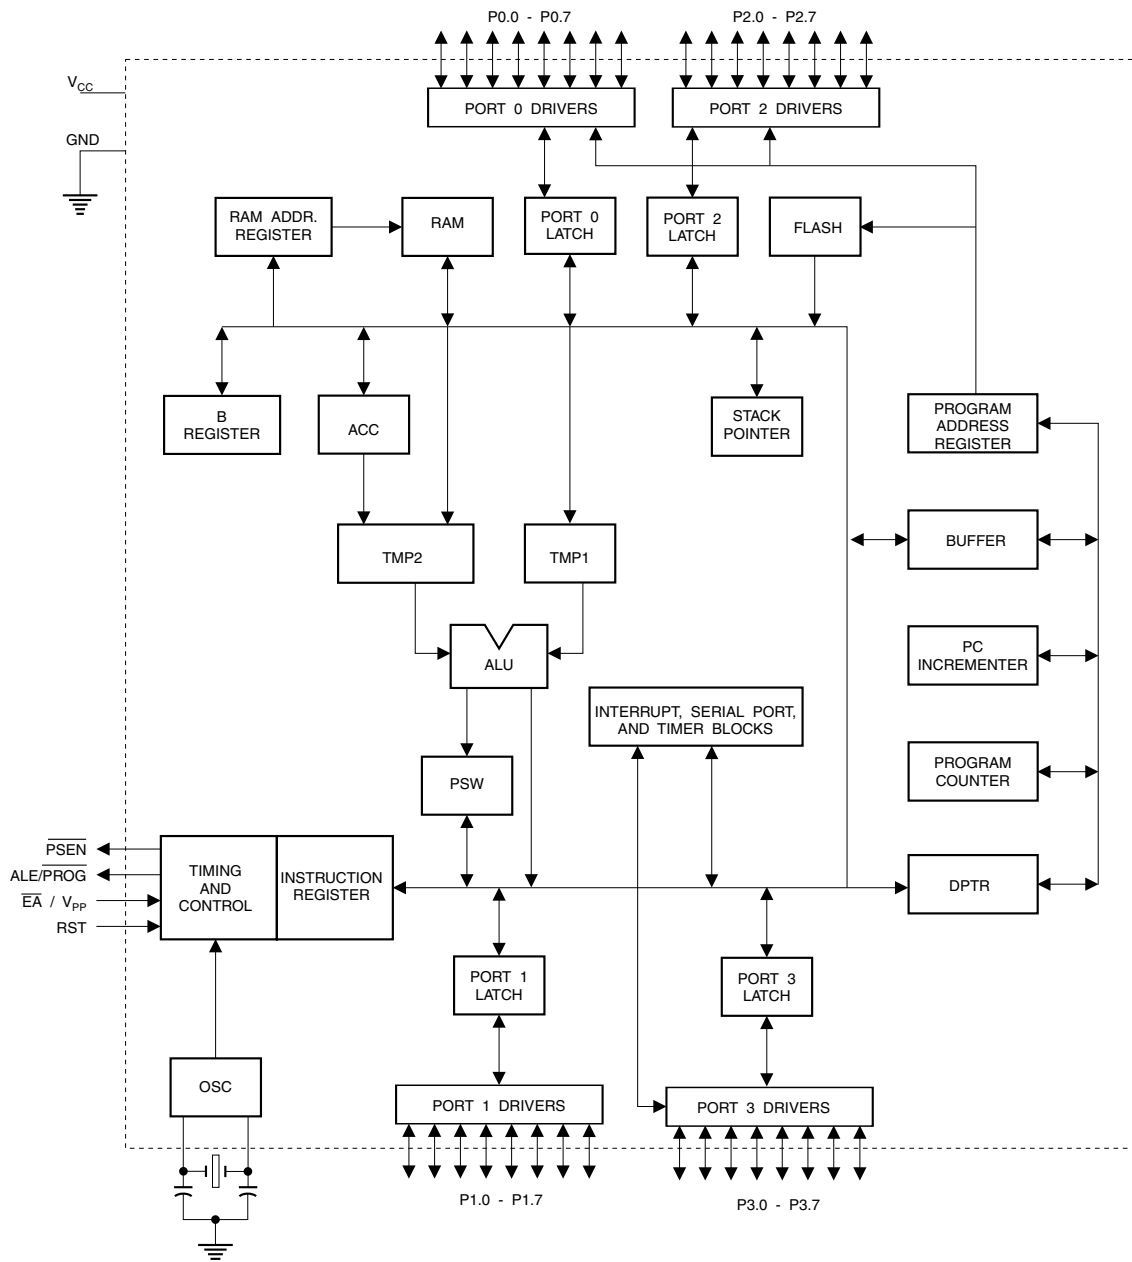 P0.0 - P0.7
P2.0 - P2.7
VCC
PORT 0 DRIVERS
PORT 2 DRIVERS
GND
RAM ADDR.
REGISTER
RAM
PORT 0
LATCH
PORT 2
LATCH
FLASH
B
REGISTER
ACC
STACK
POINTER
PROGRAM
ADDRESS
REGISTER
TMP2
TMP1
BUFFER
ALU
PC
INCREMENTER
INTERRUPT, SERIAL PORT,
AND TIMER BLOCKS
PSW
PROGRAM
COUNTER
PSEN
ALE/PROG
EA / VPP
RST
TIMING
AND
CONTROL
INSTRUCTION
REGISTER
DPTR
PORT 1
LATCH
PORT 3
LATCH
OSC
PORT 1 DRIVERS
PORT 3 DRIVERS
P1.0 - P1.7
P3.0 - P3.7